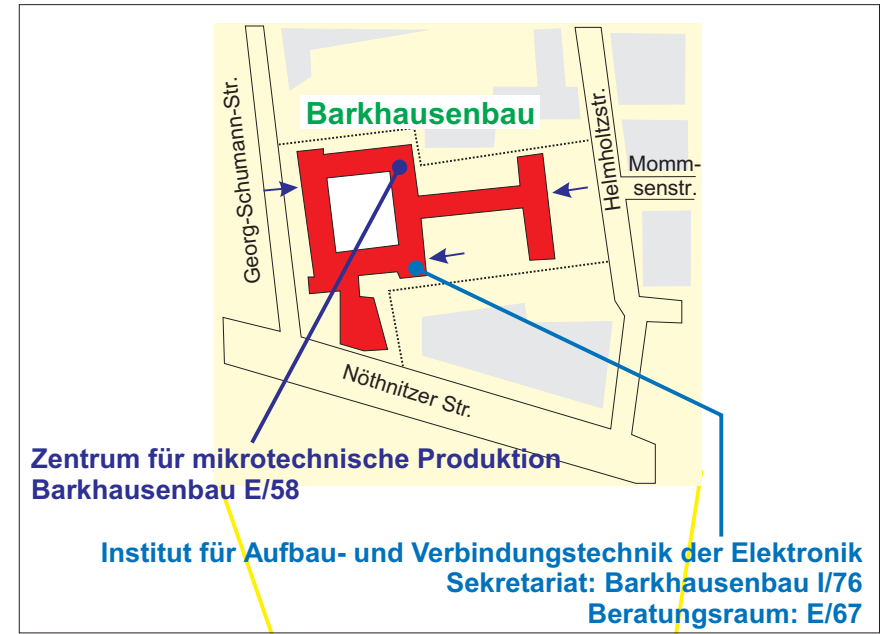 Barkhausenbau
Georg-Schumann-Str.
Helmholtzstr.
Momm-
senstr.
Nöthnitzer Str.
Zentrum für mikrotechnische Produktion
Barkhausenbau E/58
Institut für Aufbau- und Verbindungstechnik der Elektronik
Sekretariat: Barkhausenbau I/76
Beratungsraum: E/67